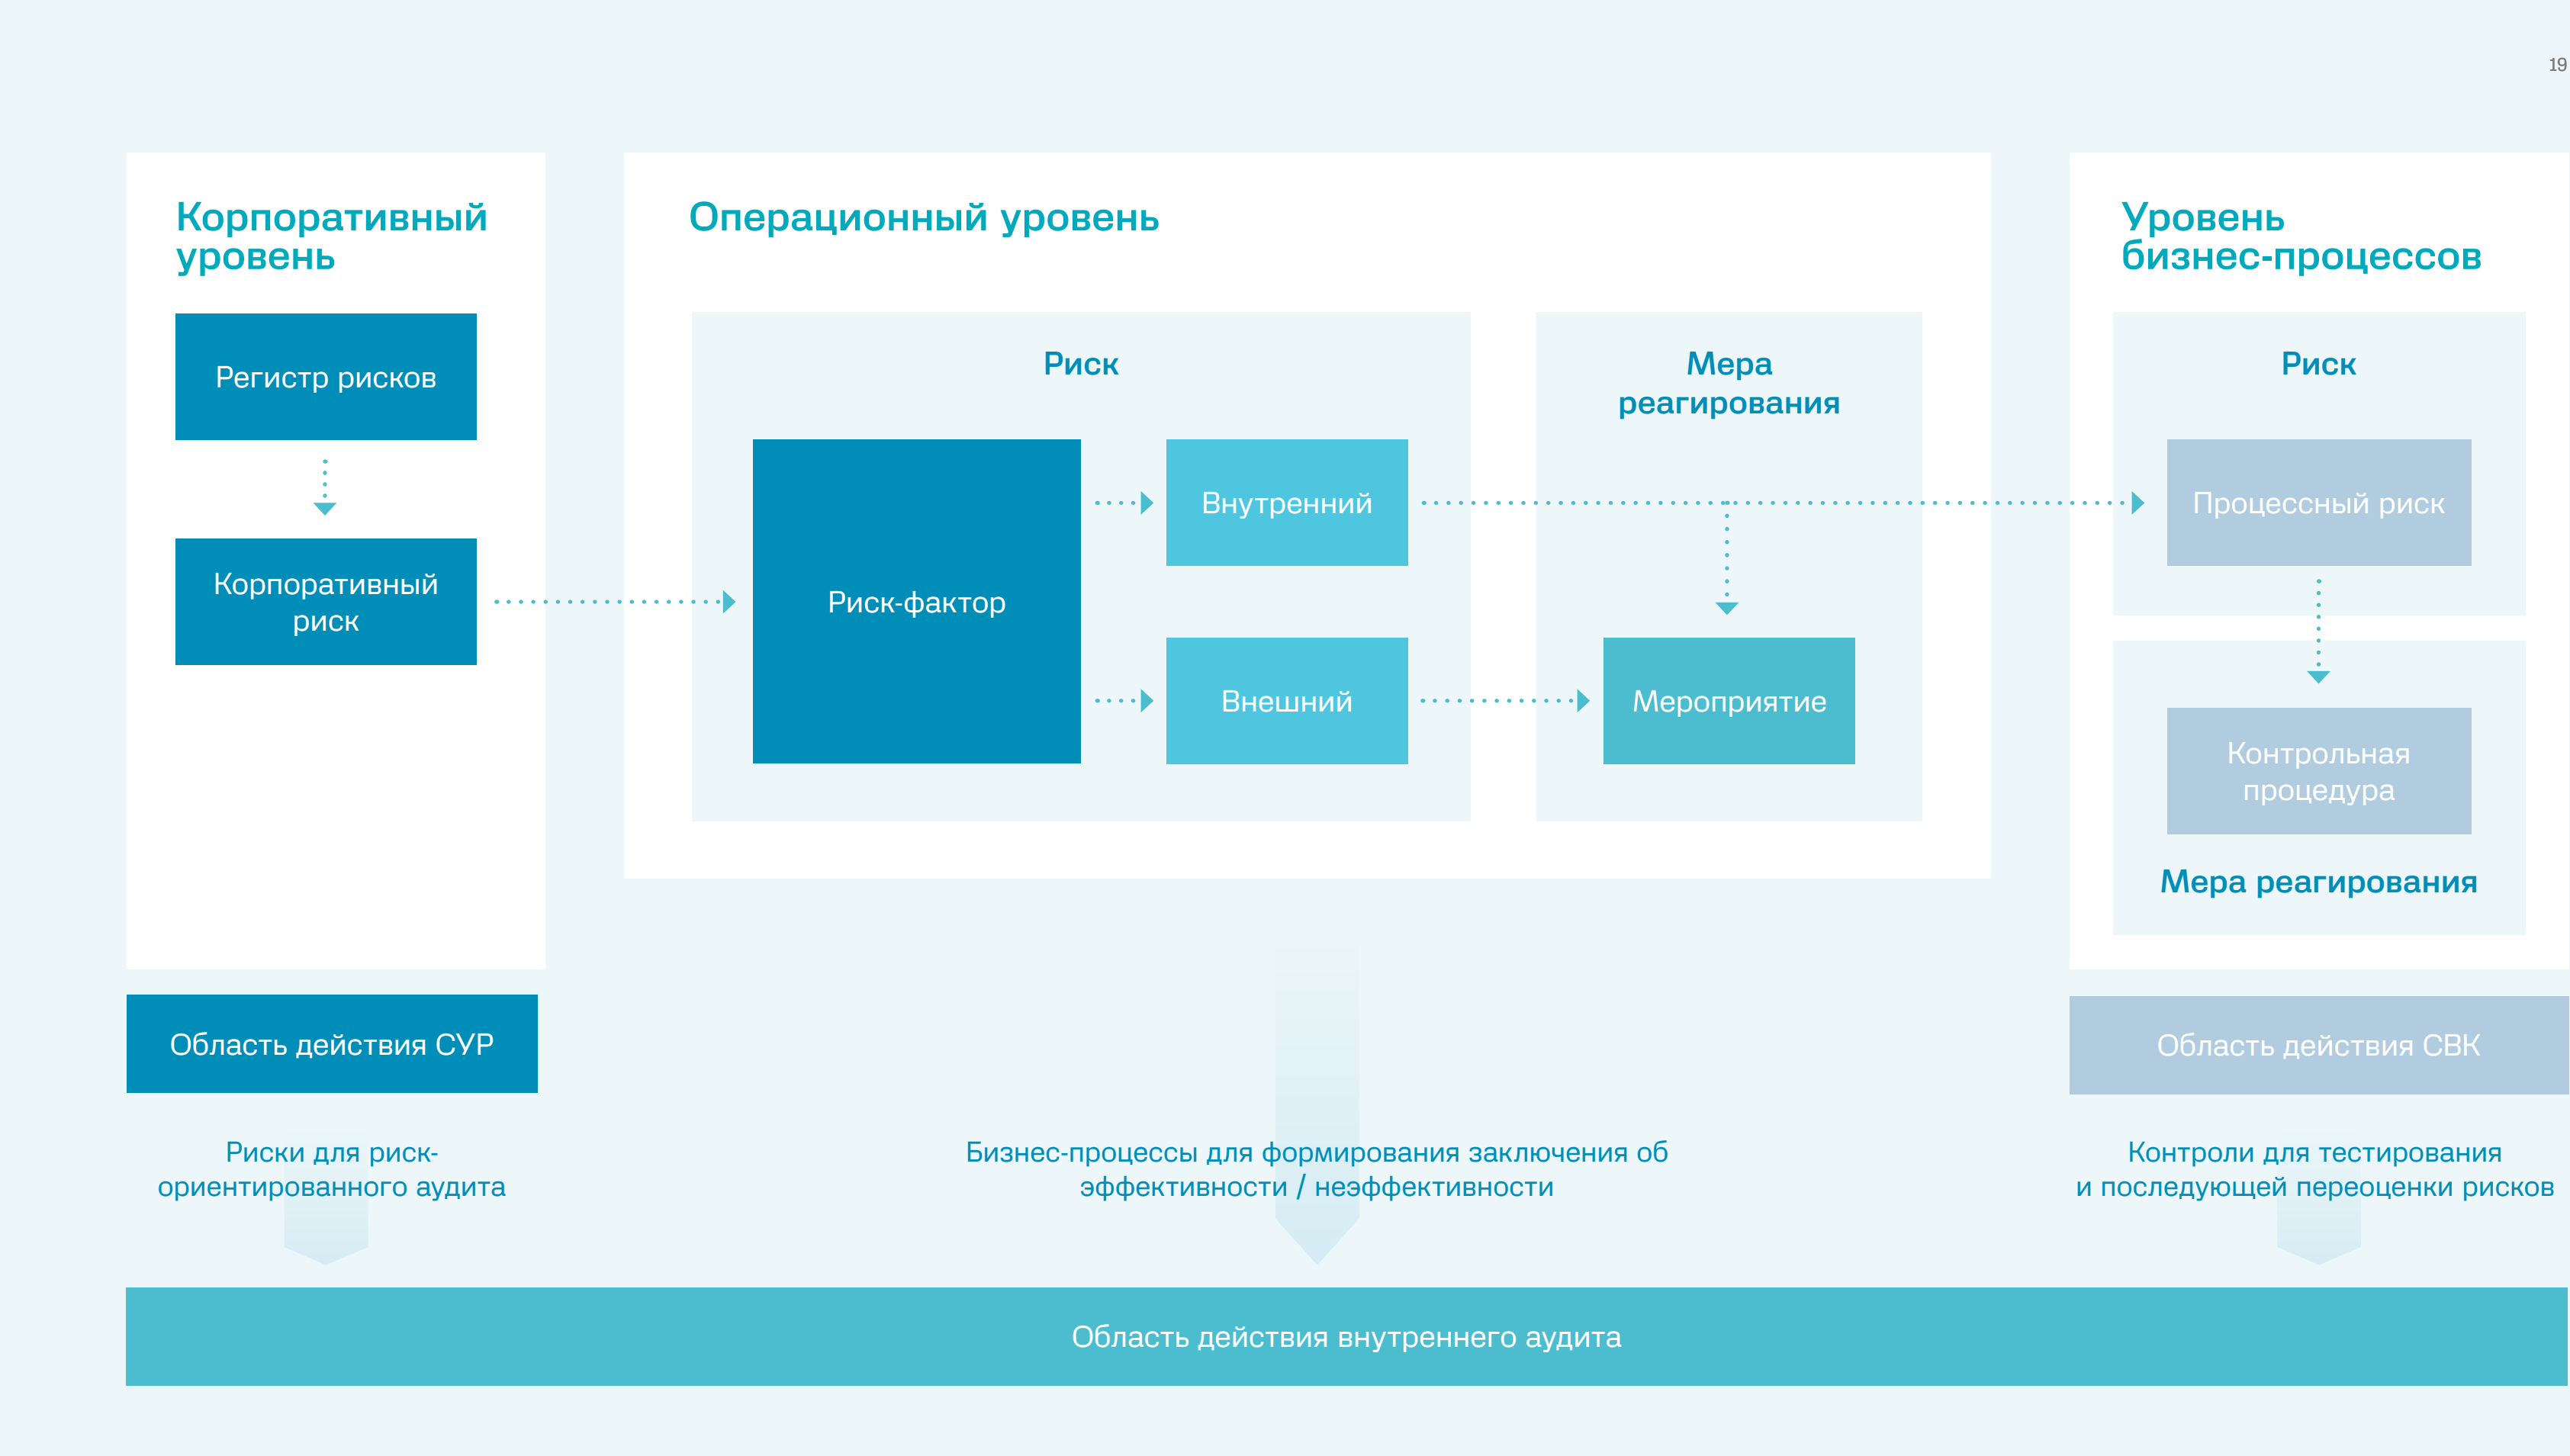 19
Корпоративный
уровень
Регистр рисков
Корпоративный
риск
Операционный уровень
Риск
Риск-фактор
Внутренний
Внешний
Мера
реагирования
Мероприятие
Уровень
бизнес-процессов
Риск
Процессный риск
Контрольная
процедура
Мера реагирования
Область действия СУР
Область действия СВК
Риски для риск-
ориентированного аудита
Бизнес-процессы для формирования заключения об
эффективности / неэффективности
Контроли для тестирования
и последующей переоценки рисков
Область действия внутреннего аудита